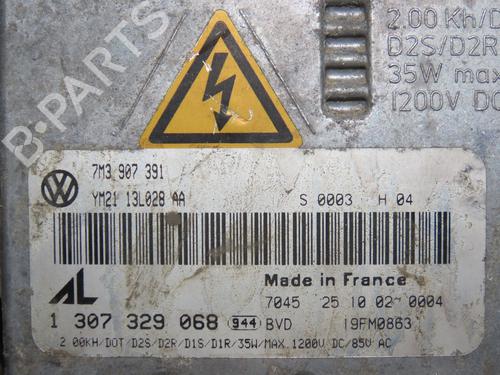 2.00 Kh/D
D2S/D2R
35W max
1200V DC
B-PARTS
7M3 907 391
YM21 13L028 AA
S 0003 H 04
Made in France
7045 25 10 02 0004
AL
1 307 329 068 944 BVD 19FM0863
2 00KH/DOT/D2S/D2R/D1S/D1R/35W/MAX.1200V DC/85V AC